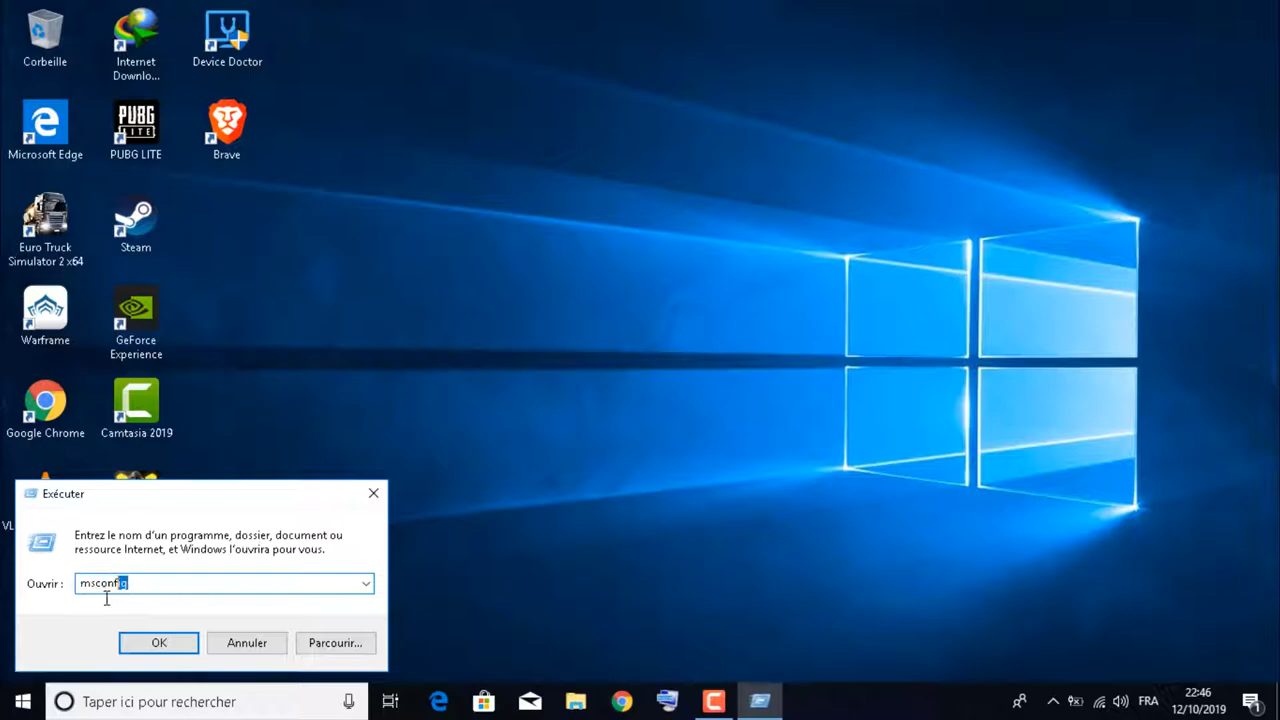 Corbeille
Internet
Downlo...
Device Doctor
Microsoft Edge
PUBG
LITE
PUBG LITE
Brave
Euro Truck
Simulator 2 x64
Steam
Warframe
GeForce
Experience
Google Chrome
Camtasia 2019
VL
Exécuter
Entrez le nom d'un programme, dossier, document ou
ressource Internet, et Windows l'ouvrira pour vous.
Ouvrir :
msconfig
OK
Annuler
Parcourir...
Taper ici pour rechercher
FRA
22:46
12/10/2019
1